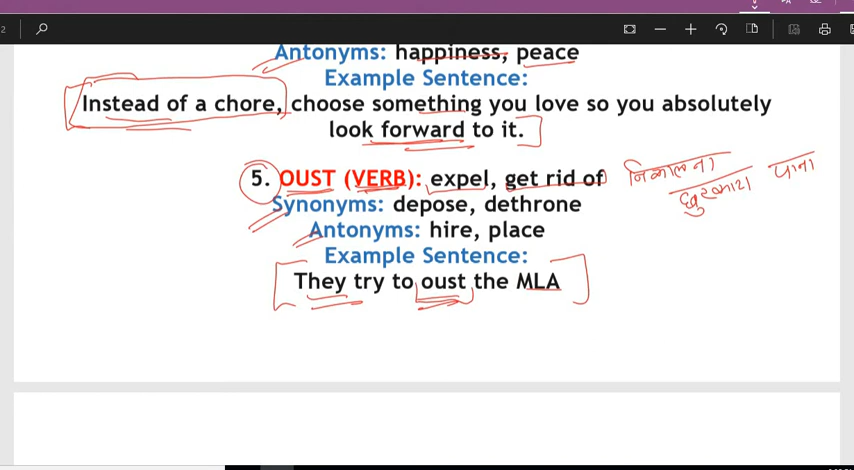 2
Antonyms: happiness, peace
Example Sentence:
Instead of a chore, choose something you love so you absolutely
look forward to it.
5. OUST (VERB): expel, get rid of निकालना
छुटकारा पाना
Synonyms: depose, dethrone
Antonyms: hire, place
Example Sentence:
They try to oust the MLA